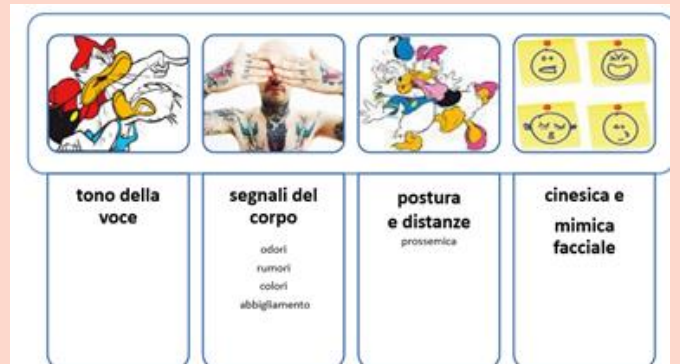 tono della
voce
segnali del
corpo
odori
rumori
colori
abbigliamento
postura
e distanze
prossemica
cinesica e
mimica
facciale